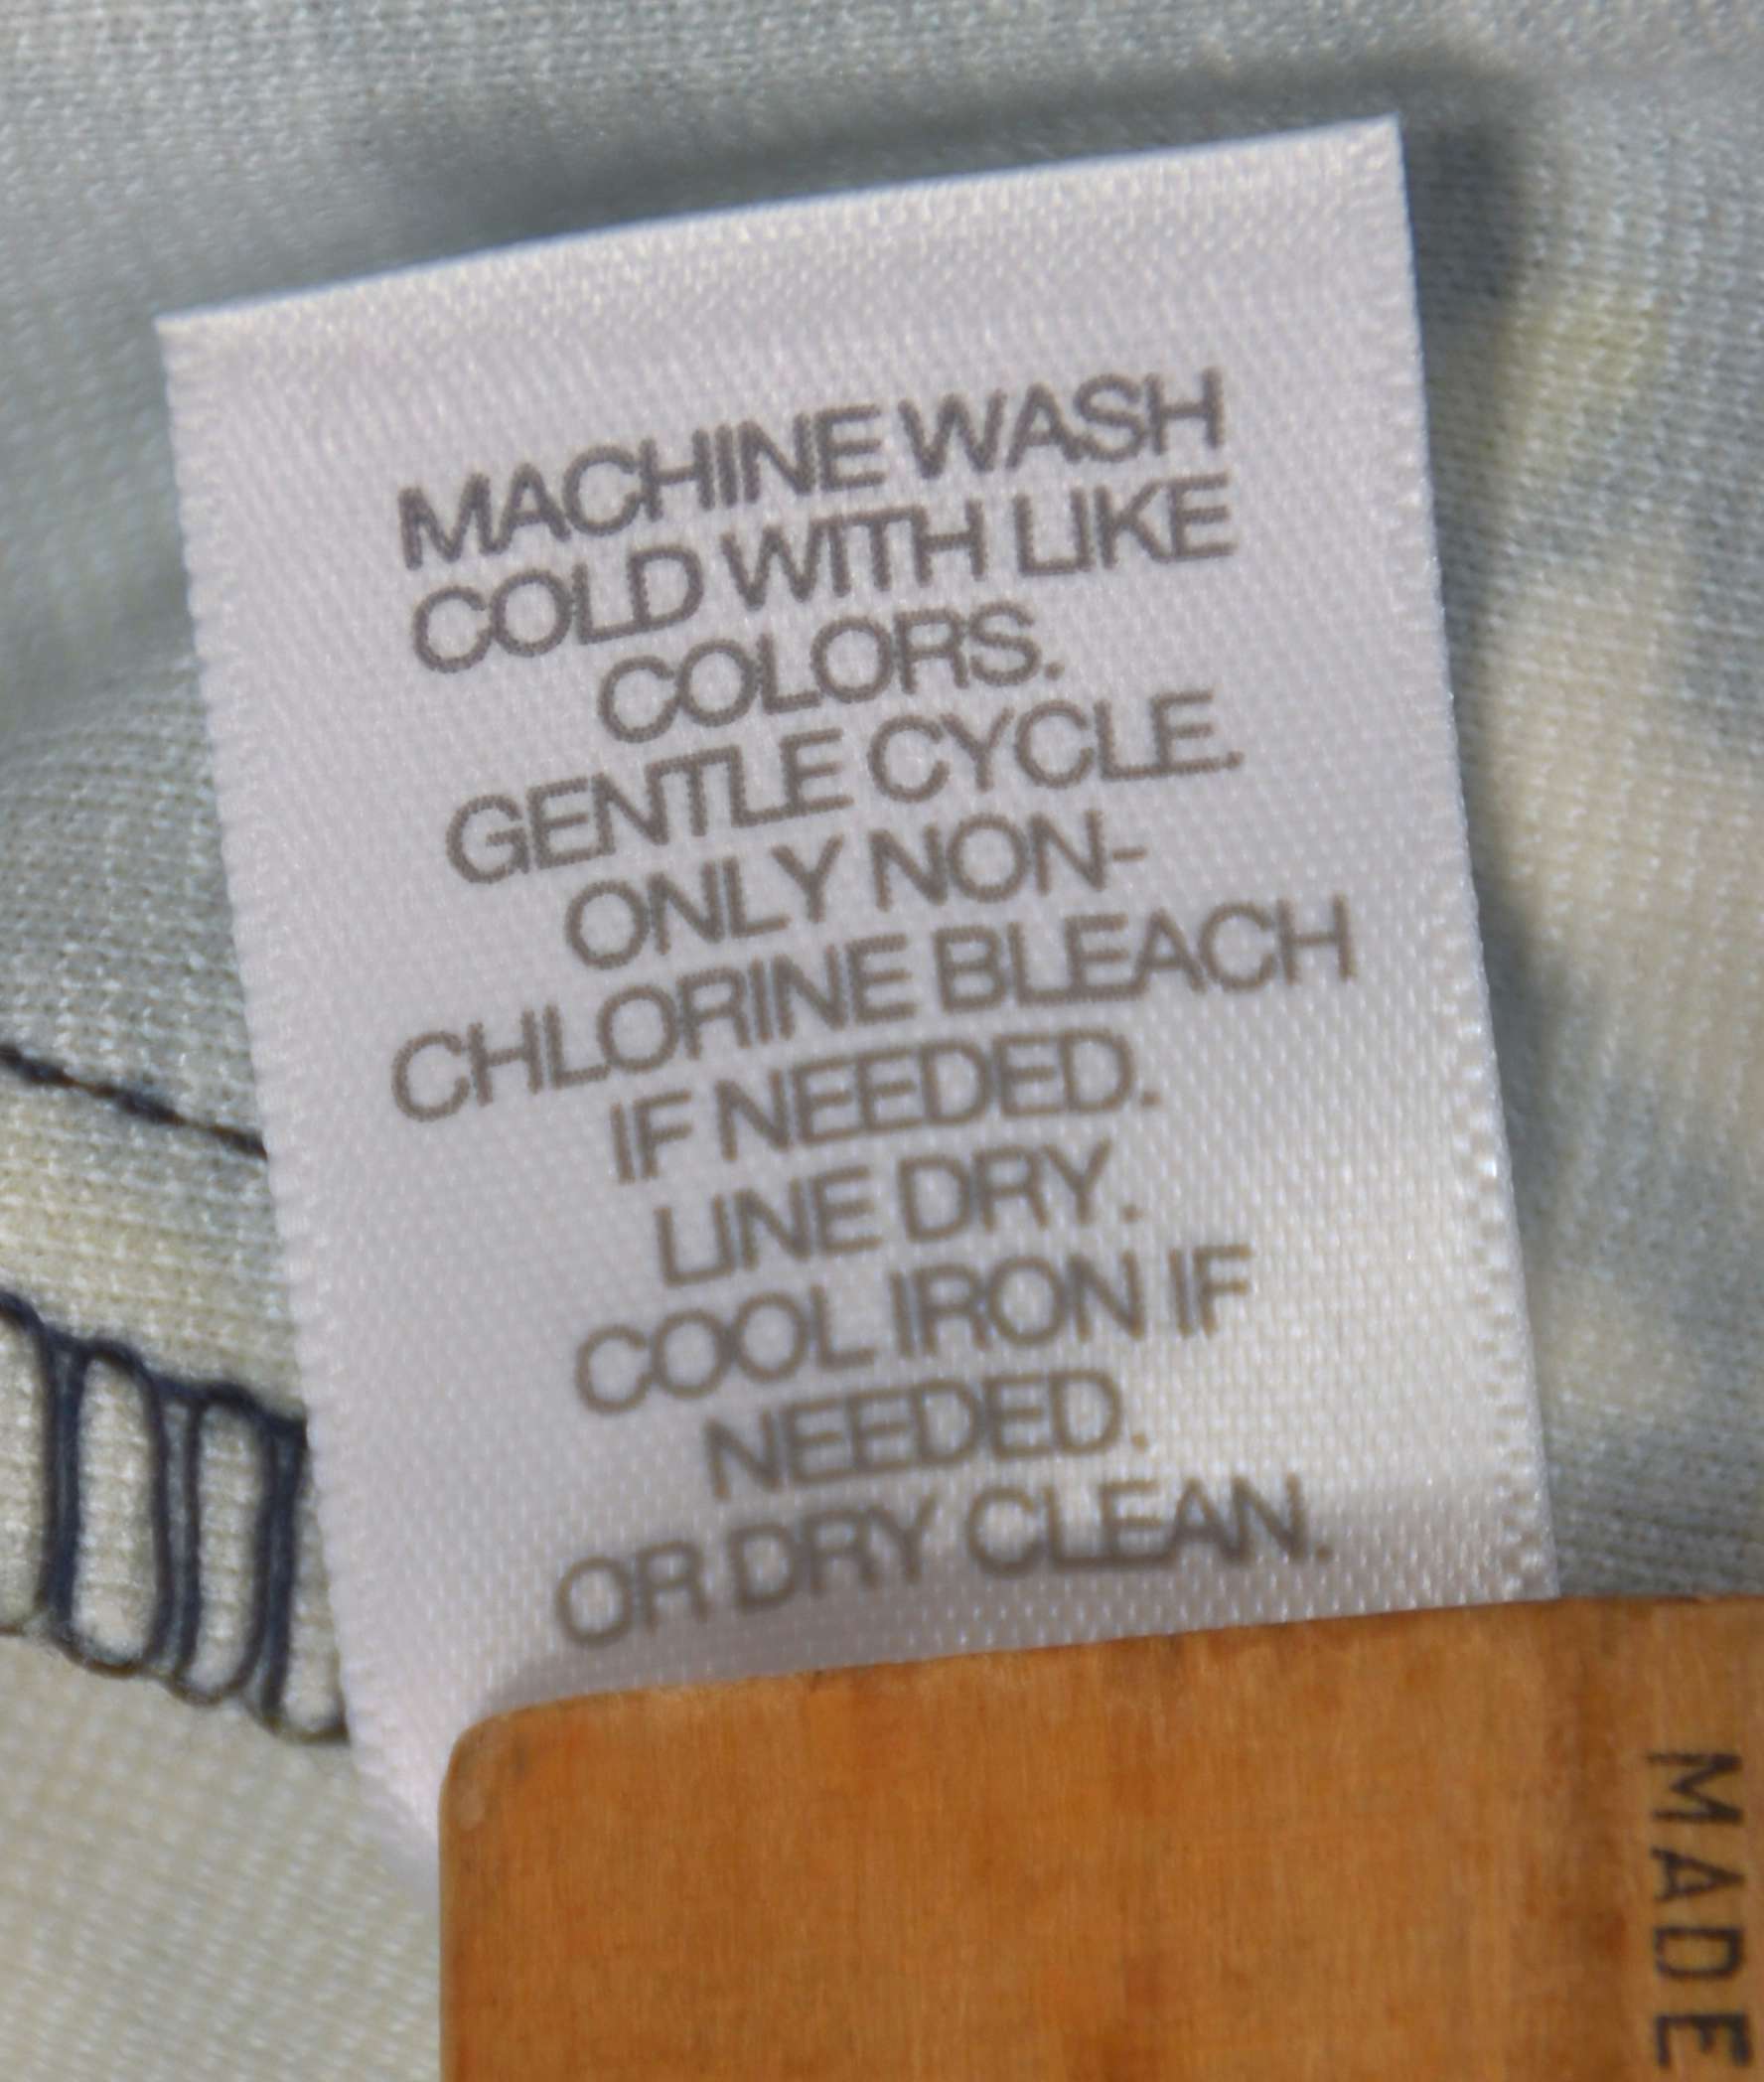 MACHINE WASH
COLD WITH LIKE
COLORS.
GENTLE CYCLE.
ONLY NON-
CHLORINE BLEACH
IF NEEDED.
LINE DRY.
COOL IRON IF
NEEDED.
OR DRY CLEAN.
MADE